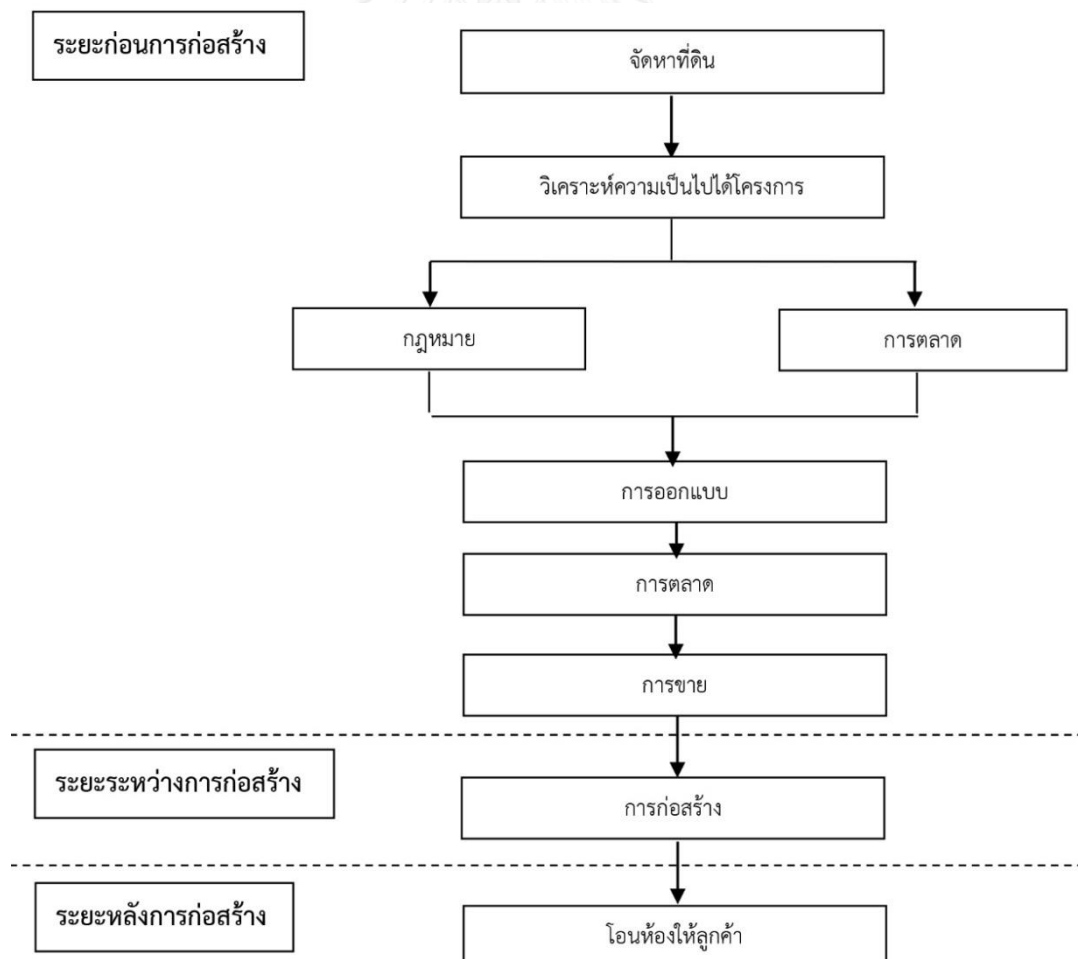 ระยะก่อนการก่อสร้าง
จัดหาที่ดิน
วิเคราะห์ความเป็นไปได้โครงการ
กฎหมาย
การตลาด
การออกแบบ
การตลาด
การขาย
ระยะระหว่างการก่อสร้าง
การก่อสร้าง
ระยะหลังการก่อสร้าง
โอนห้องให้ลูกค้า